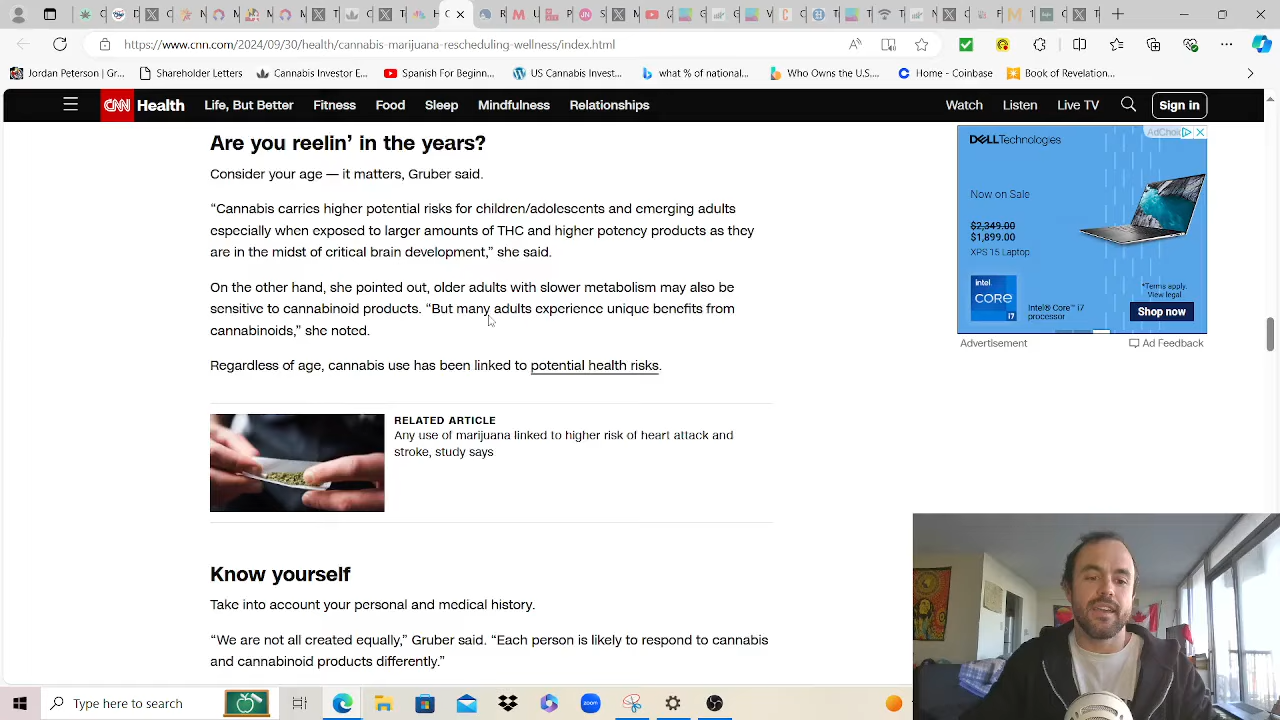 https://www.cnn.com/2024/09/30/health/cannabis-marijuana-rescheduling-wellness/index.html
Jordan Peterson | Gr...
Shareholder Letters
Cannabis Investor E...
Spanish For Beginn...
US Cannabis Invest...
what % of national...
Who Owns the U.S....
Home - Coinbase
Book of Revelation...
CNN Health
Life, But Better
Fitness
Food
Sleep
Mindfulness
Relationships
Watch
Listen
Live TV
Sign in
Are you reelin’ in the years?
Consider your age — it matters, Gruber said.
“Cannabis carries higher potential risks for children/adolescents and emerging adults
especially when exposed to larger amounts of THC and higher potency products as they
are in the midst of critical brain development,” she said.
On the other hand, she pointed out, older adults with slower metabolism may also be
sensitive to cannabinoid products. “But many adults experience unique benefits from
cannabinoids,” she noted.
Regardless of age, cannabis use has been linked to potential health risks.
RELATED ARTICLE
Any use of marijuana linked to higher risk of heart attack and
stroke, study says
Know yourself
Take into account your personal and medical history.
“We are not all created equally,” Gruber said. “Each person is likely to respond to cannabis
and cannabinoid products differently.”
AdChoi
DELLTechnologies
Now on Sale
$2,349.00
$1,899.00
XPS 15 Laptop
intel.
CORE
i7
Intel® Core™ i7
processor
*Terms apply.
View legal
Shop now
Advertisement
Ad Feedback
Type here to search
zoom